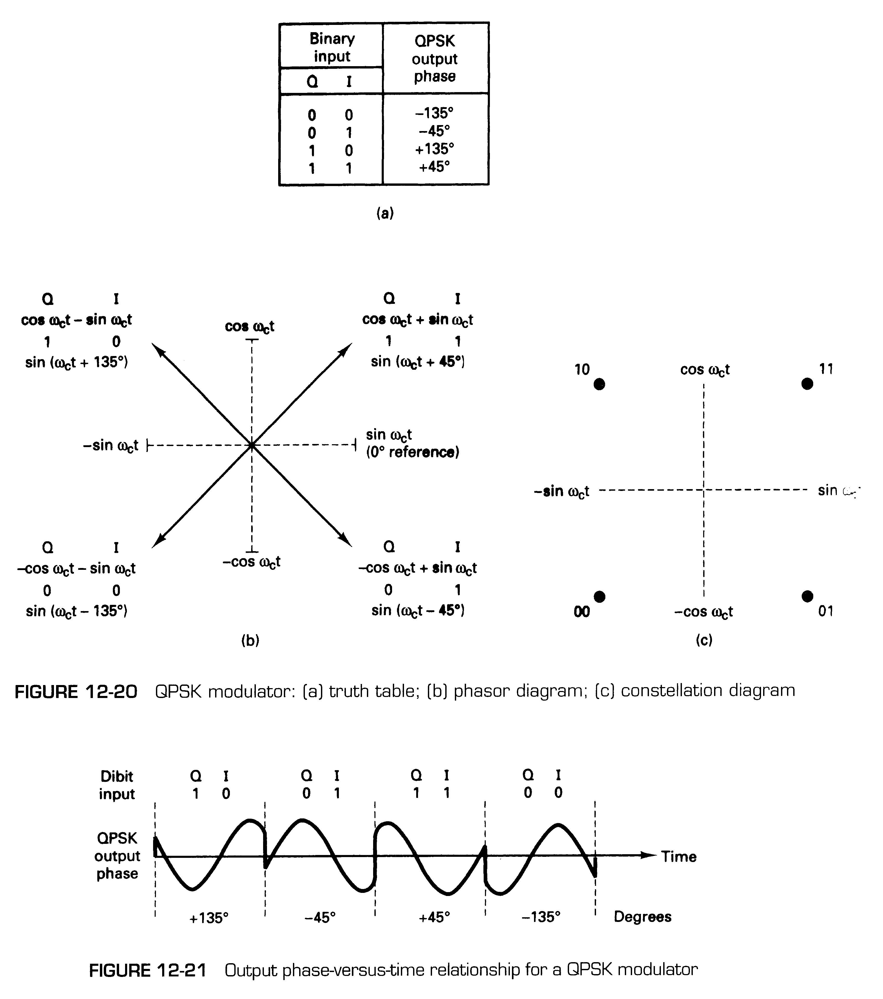 Binary input
QPSK output phase
Q I
0 0 –135°
0 1 –45°
1 0 +135°
1 1 +45°
(a)
Q I
cos ωct – sin ωct
1 0
sin (ωct + 135°)
cos ωct
Q I
cos ωct + sin ωct
1 1
sin (ωct + 45°)
–sin ωct
sin ωct
(0° reference)
Q I
–cos ωct – sin ωct
0 0
sin (ωct – 135°)
–cos ωct
Q I
–cos ωct + sin ωct
0 1
sin (ωct – 45°)
(b)
10
cos ωct
11
–sin ωct
sin
00
–cos ωct
01
(c)
FIGURE 12-20 QPSK modulator: (a) truth table; (b) phasor diagram; (c) constellation diagram
Dibit input
Q I Q I Q I Q I
1 0 0 1 1 1 0 0
QPSK output phase
Time
+135° –45° +45° –135° Degrees
FIGURE 12-21 Output phase-versus-time relationship for a QPSK modulator